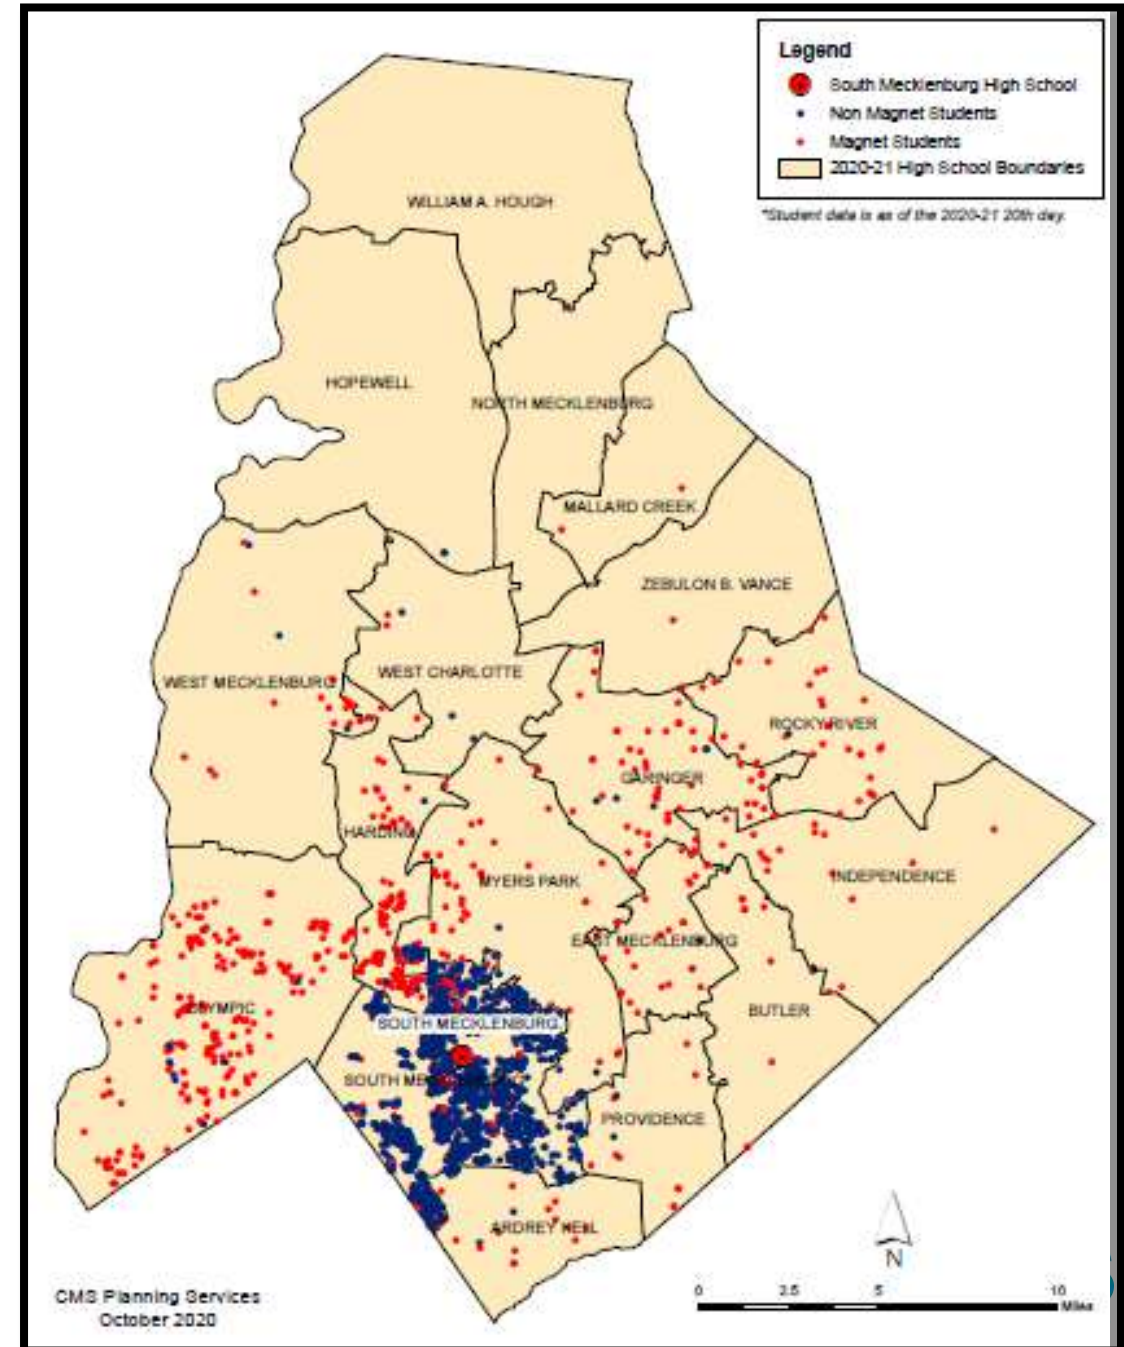 Legend
South Mecklenburg High School
Non Magnet Students
Magnet Students
2020-21 High School Boundaries
*Student data is as of the 2020-21 20th day.
WILLIAM A. HOUGH
HOPEWELL
NORTH MECKLENBURG
MALLARD CREEK
ZEBULON B. VANCE
WEST CHARLOTTE
WEST MECKLENBURG
ROCKY RIVER
GARINGER
HARDING
MYERS PARK
INDEPENDENCE
EAST MECKLENBURG
OLYMPIC
BUTLER
SOUTH MECKLENBURG
SOUTH ME
PROVIDENCE
ARDREY KELL
N
0 2.5 5 10
Miles
CMS Planning Services
October 2020